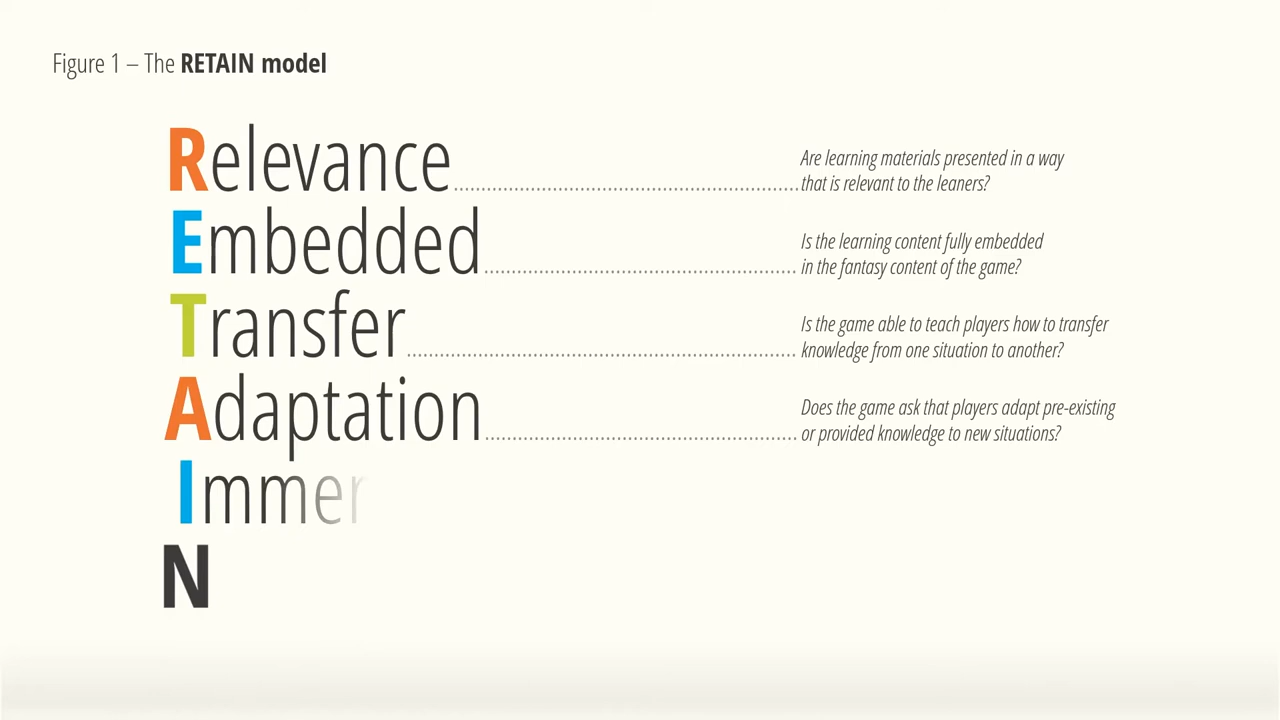 Figure 1 – The RETAIN model
Relevance
Are learning materials presented in a way
that is relevant to the leaners?
Embedded
Is the learning content fully embedded
in the fantasy content of the game?
Transfer
Is the game able to teach players how to transfer
knowledge from one situation to another?
Adaptation
Does the game ask that players adapt pre-existing
or provided knowledge to new situations?
Immer
N